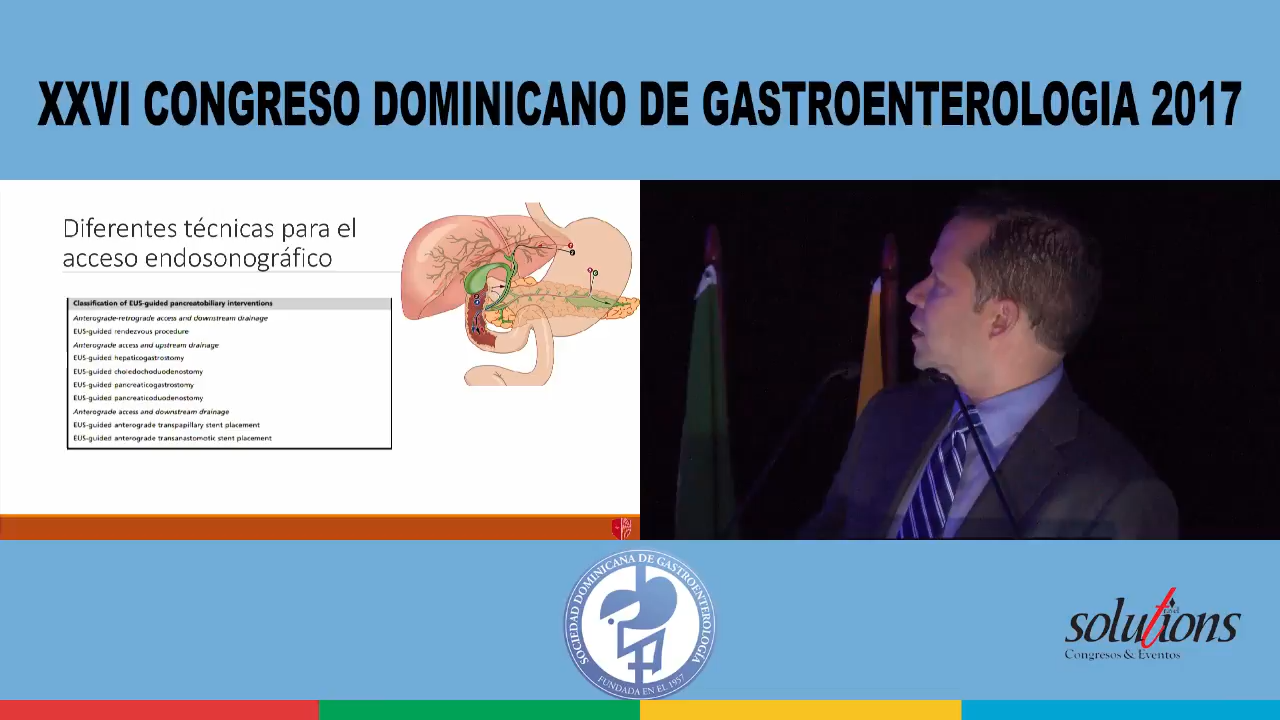 XXVI CONGRESO DOMINICANO DE GASTROENTEROLOGIA 2017
Diferentes técnicas para el
acceso endosonográfico
Classification of EUS-guided pancreatobiliary interventions
Anterograde-retrograde access and downstream drainage
EUS-guided rendezvous procedure
Anterograde access and upstream drainage
EUS-guided hepaticogastrostomy
EUS-guided choledochoduodenostomy
EUS-guided pancreaticogastrostomy
EUS-guided pancreaticoduodenostomy
Anterograde access and downstream drainage
EUS-guided anterograde transpapillary stent placement
EUS-guided anterograde transanastomotic stent placement
SOCIEDAD DOMINICANA DE GASTROENTEROLOGÍA
FUNDADA EN EL 1957
solutions
Congresos & Eventos